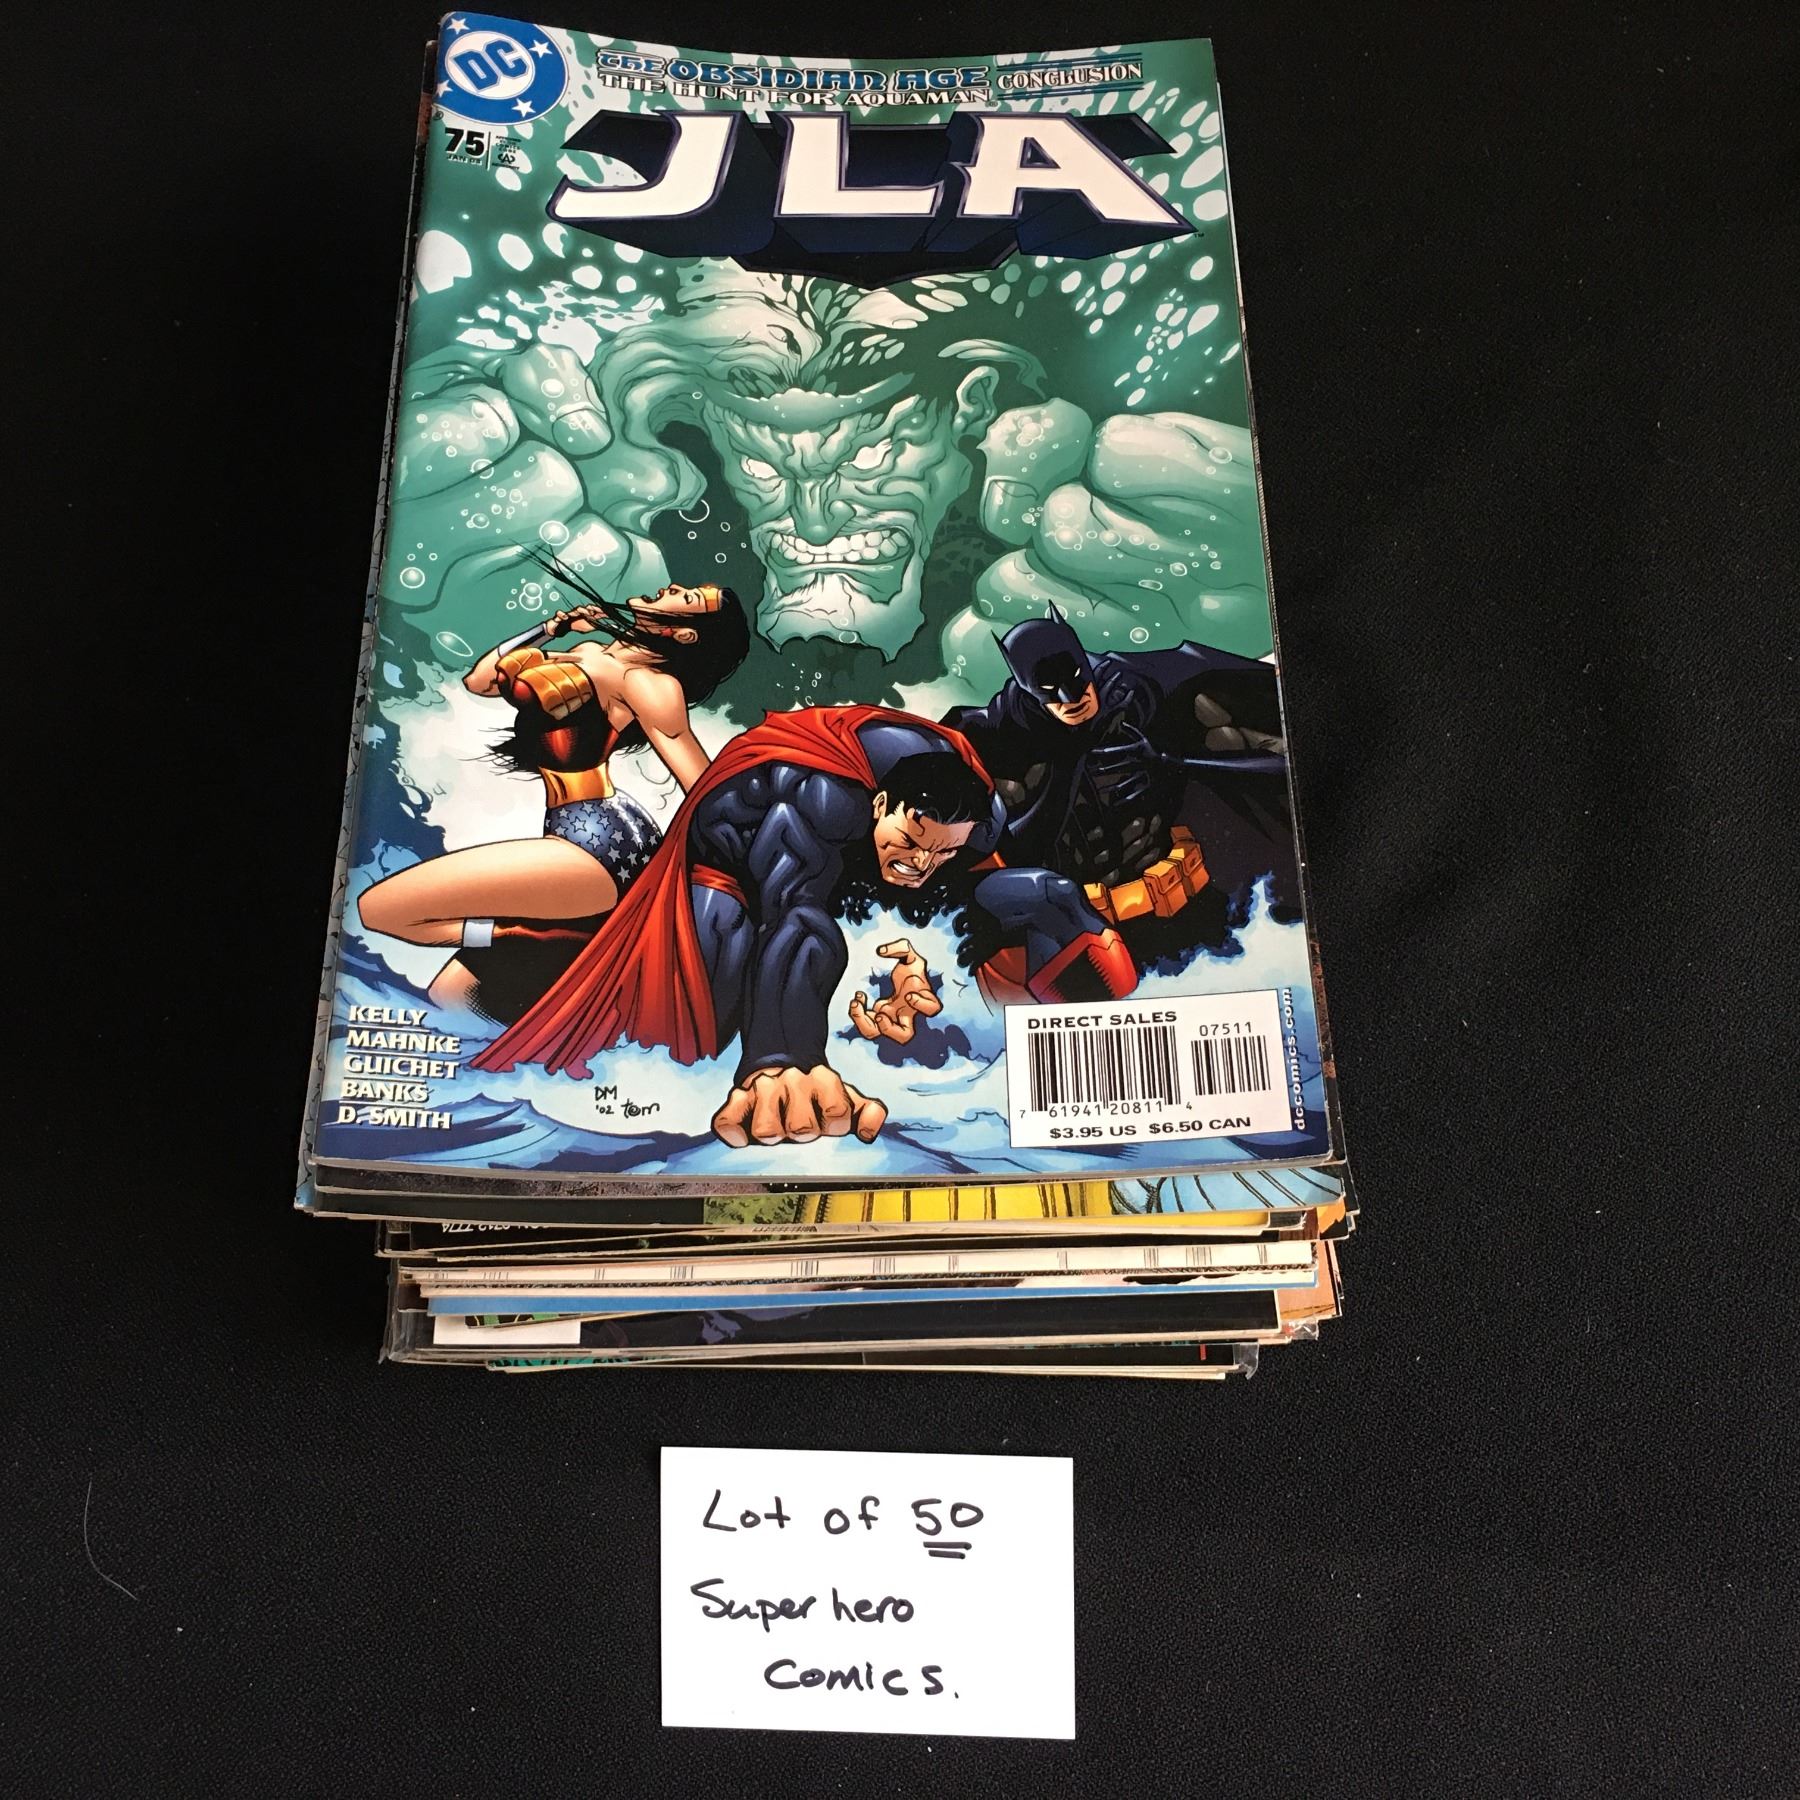 DC
THE OBSIDIAN AGE
THE HUNT FOR AQUAMAN
CONCLUSION
75
JAN 03
JLA
KELLY
MAHNKE
GUICHET
BANKS
D. SMITH
DM
'02 tom
DIRECT SALES
07511
7 61941 20811 4
$3.95 US $6.50 CAN
dccomics.com
Lot of 50
Super hero
Comics.